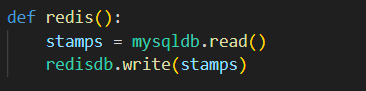 def redis():
    stamps = mysqldb.read()
    redisdb.write(stamps)